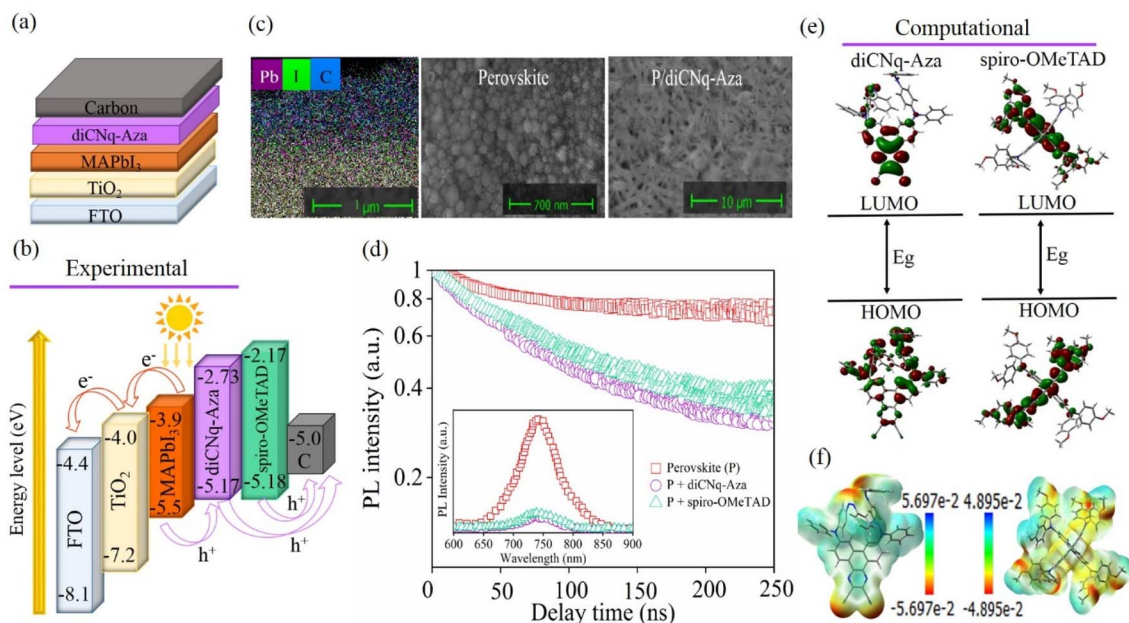 (a)
Carbon
diCNq-Aza
MAPbI₃
TiO₂
FTO
(b)
Experimental
Energy level (eV)
e⁻
e⁻
-4.4
FTO
-8.1
-4.0
TiO₂
-7.2
-3.9
MAPbI₃
-5.5
-2.73
diCNq-Aza
-5.17
-2.17
spiro-OMeTAD
-5.18
-5.0
C
h⁺
h⁺
(c)
Pb I C
1 μm
Perovskite
700 nm
P/diCNq-Aza
10 μm
(d)
PL intensity (a.u.)
1
0.8
0.6
0.4
0.2
0 50 100 150 200 250
Delay time (ns)
PL Intensity (a.u.)
600 700 750 800 900
Wavelength (nm)
Perovskite (P)
P + diCNq-Aza
P + spiro-OMeTAD
(e)
Computational
diCNq-Aza spiro-OMeTAD
LUMO LUMO
Eg Eg
HOMO HOMO
(f)
5.697e-2 4.895e-2
-5.697e-2 -4.895e-2